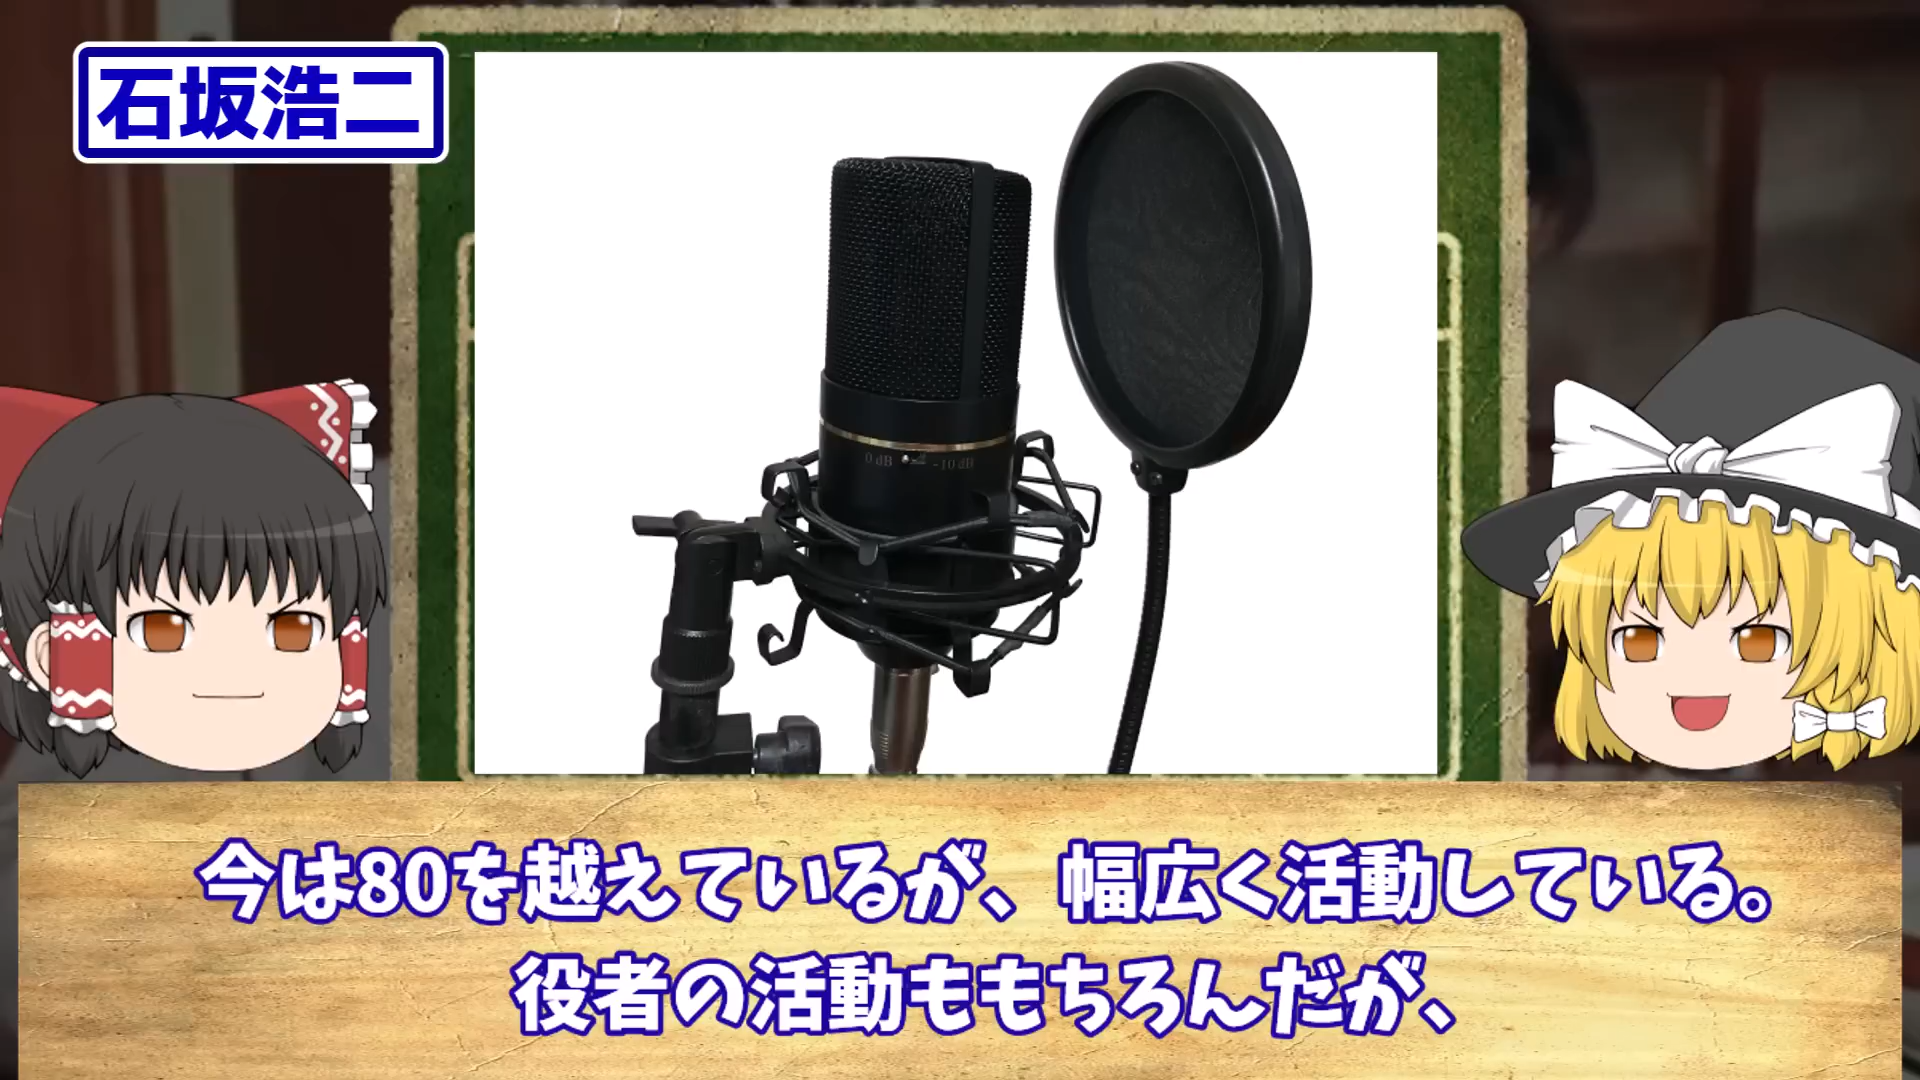 石坂浩二
今は80を越えているが、幅広く活動している。
役者の活動ももちろんだが、